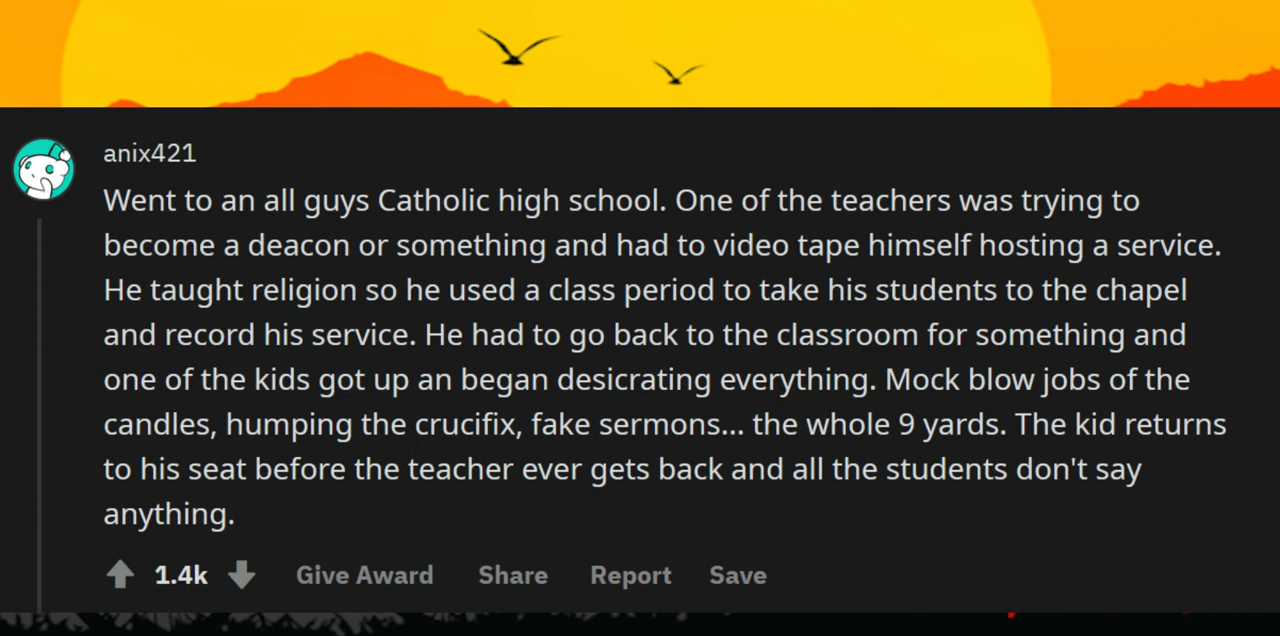 anix421
Went to an all guys Catholic high school. One of the teachers was trying to
become a deacon or something and had to video tape himself hosting a service.
He taught religion so he used a class period to take his students to the chapel
and record his service. He had to go back to the classroom for something and
one of the kids got up an began desicrating everything. Mock blow jobs of the
candles, humping the crucifix, fake sermons... the whole 9 yards. The kid returns
to his seat before the teacher ever gets back and all the students don't say
anything.
1.4k Give Award Share Report Save